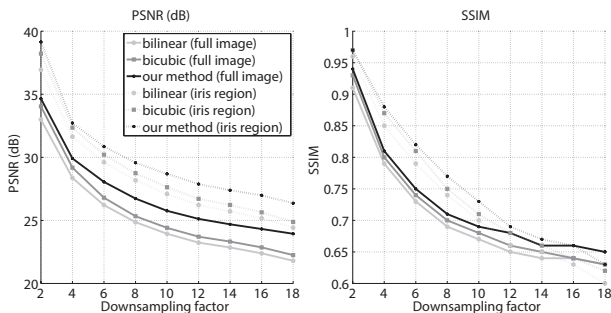 PSNR (dB)
40
35
30
25
20
PSNR (dB)
2 4 6 8 10 12 14 16 18
Downsampling factor
bilinear (full image)
bicubic (full image)
our method (full image)
bilinear (iris region)
bicubic (iris region)
our method (iris region)
SSIM
1
0.95
0.9
0.85
0.8
0.75
0.7
0.65
0.6
SSIM
2 4 6 8 10 12 14 16 18
Downsampling factor